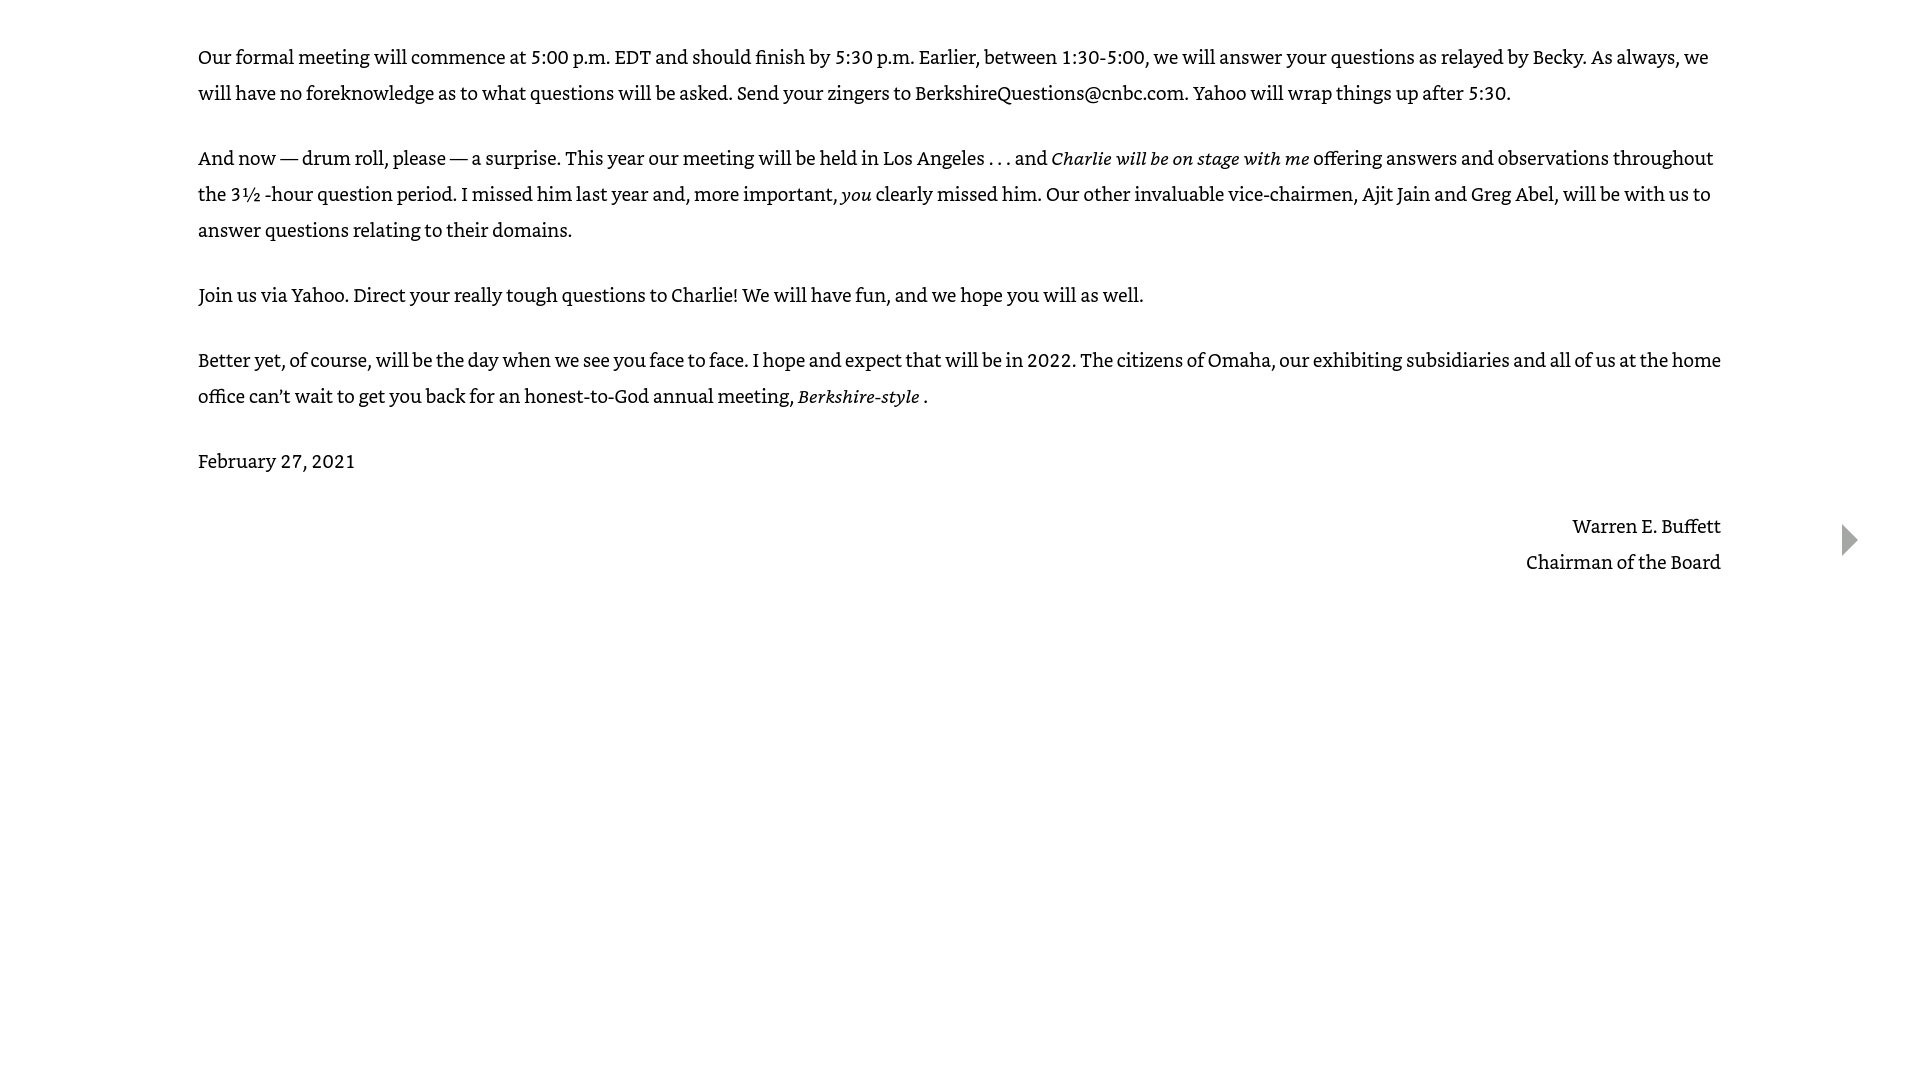 Our formal meeting will commence at 5:00 p.m. EDT and should finish by 5:30 p.m. Earlier, between 1:30-5:00, we will answer your questions as relayed by Becky. As always, we
will have no foreknowledge as to what questions will be asked. Send your zingers to BerkshireQuestions@cnbc.com. Yahoo will wrap things up after 5:30.
And now — drum roll, please — a surprise. This year our meeting will be held in Los Angeles . . . and Charlie will be on stage with me offering answers and observations throughout
the 3½ -hour question period. I missed him last year and, more important, you clearly missed him. Our other invaluable vice-chairmen, Ajit Jain and Greg Abel, will be with us to
answer questions relating to their domains.
Join us via Yahoo. Direct your really tough questions to Charlie! We will have fun, and we hope you will as well.
Better yet, of course, will be the day when we see you face to face. I hope and expect that will be in 2022. The citizens of Omaha, our exhibiting subsidiaries and all of us at the home
office can’t wait to get you back for an honest-to-God annual meeting, Berkshire-style .
February 27, 2021
Warren E. Buffett
Chairman of the Board